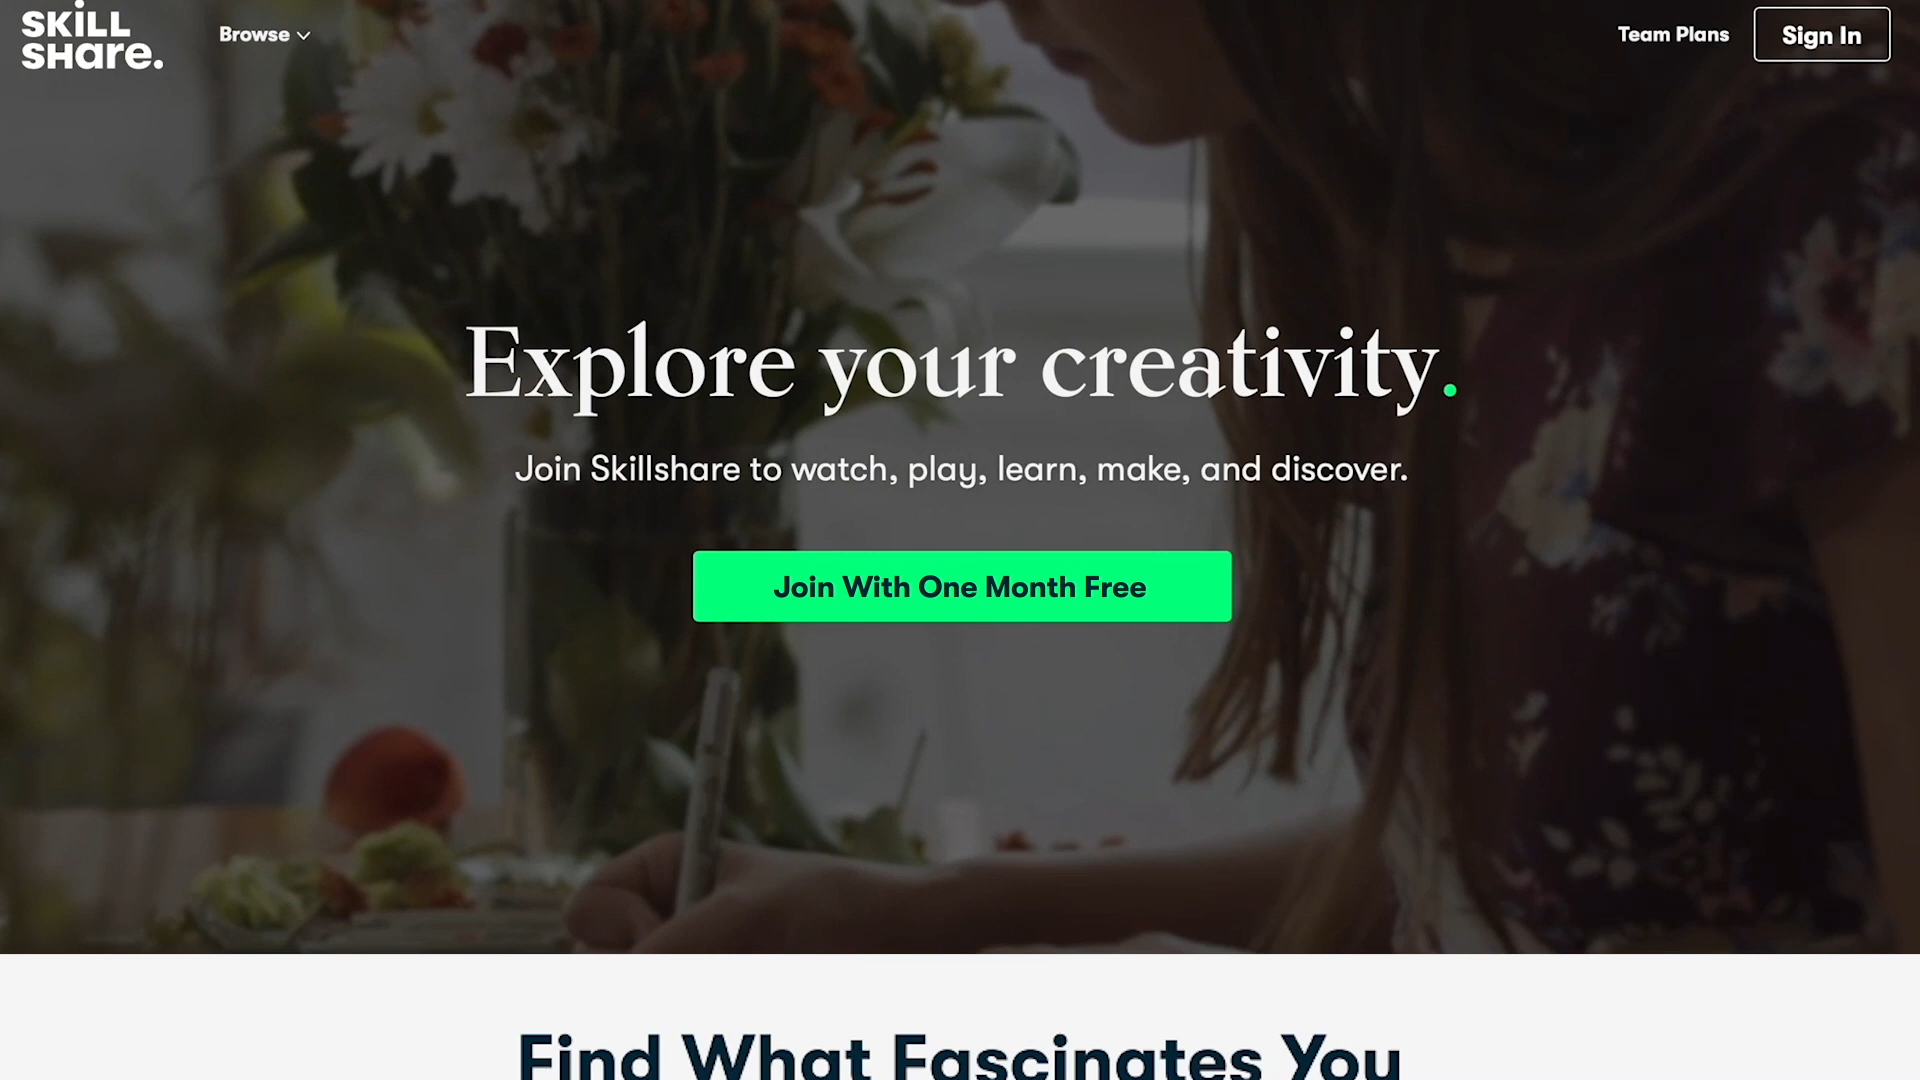 SKiLL
SHare.
Browse
Team Plans
Sign In
Explore your creativity.
Join Skillshare to watch, play, learn, make, and discover.
Join With One Month Free
Find What Fascinates You